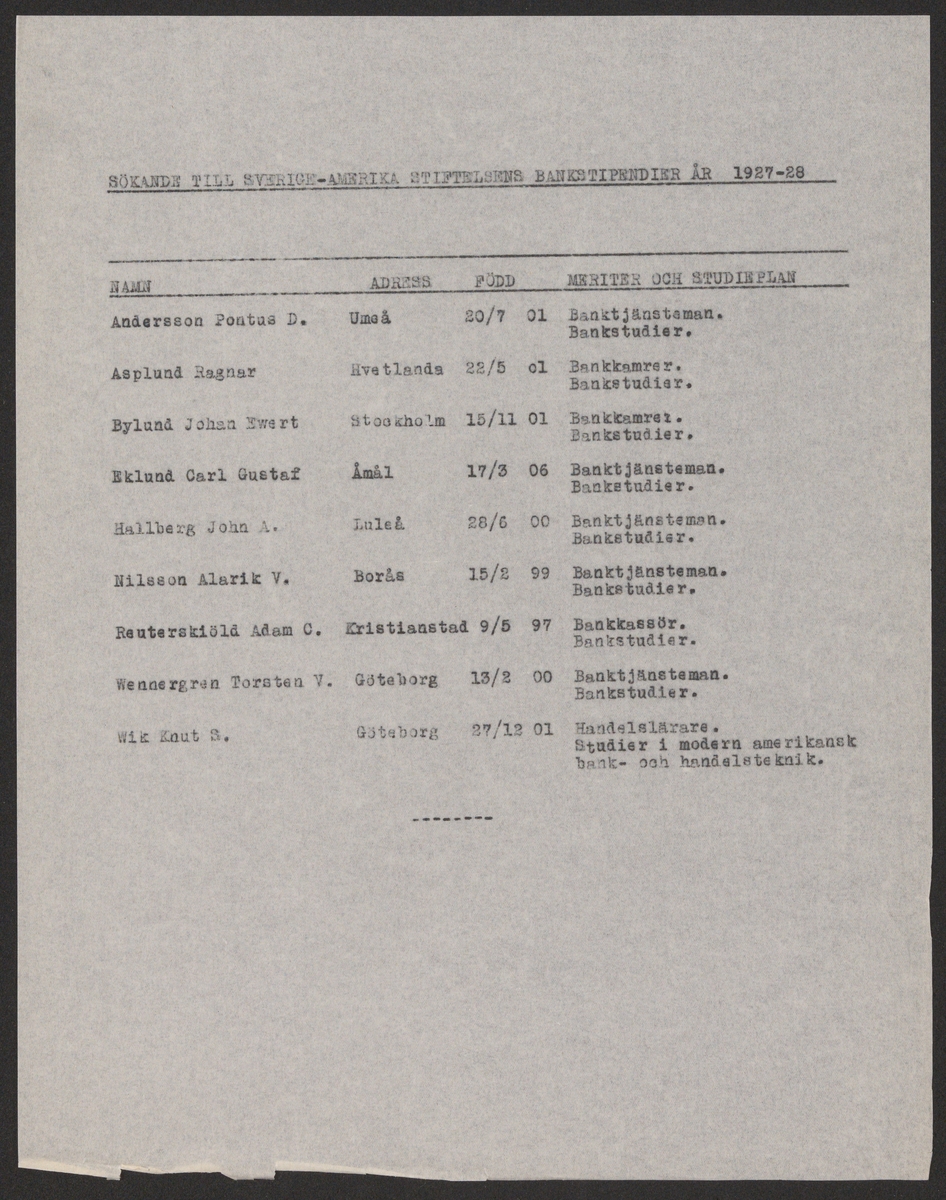 SÖKANDE TILL SVERIGE-AMERIKA STIFTELSENS BANKSTIPENDIER ÅR 1927-28
NAMN ADRESS FÖDD MERITER OCH STUDIEPLAN
Andersson Pontus D. Umeå 20/7 01 Banktjänsteman.
Bankstudier.
Asplund Ragnar Hvetlanda 22/5 o1 Bankkamrer.
Bankstudier.
Bylund Johan Ewert Stockholm 15/11 01 Bankkamrer.
Bankstudier.
Eklund Carl Gustaf Åmål 17/3 06 Banktjänsteman.
Bankstudier.
Hallberg John A. Luleå 28/6 00 Banktjänsteman.
Bankstudier.
Nilsson Alarik V. Borås 15/2 99 Banktjänsteman.
Bankstudier.
Reuterskiöld Adam C. Kristianstad 9/5 97 Bankkassör.
Bankstudier.
Wennergren Torsten V. Göteborg 13/2 00 Banktjänsteman.
Bankstudier.
Wik Knut S. Göteborg 27/12 01 Handelslärare.
Studier i modern amerikansk
bank- och handelsteknik.
--------